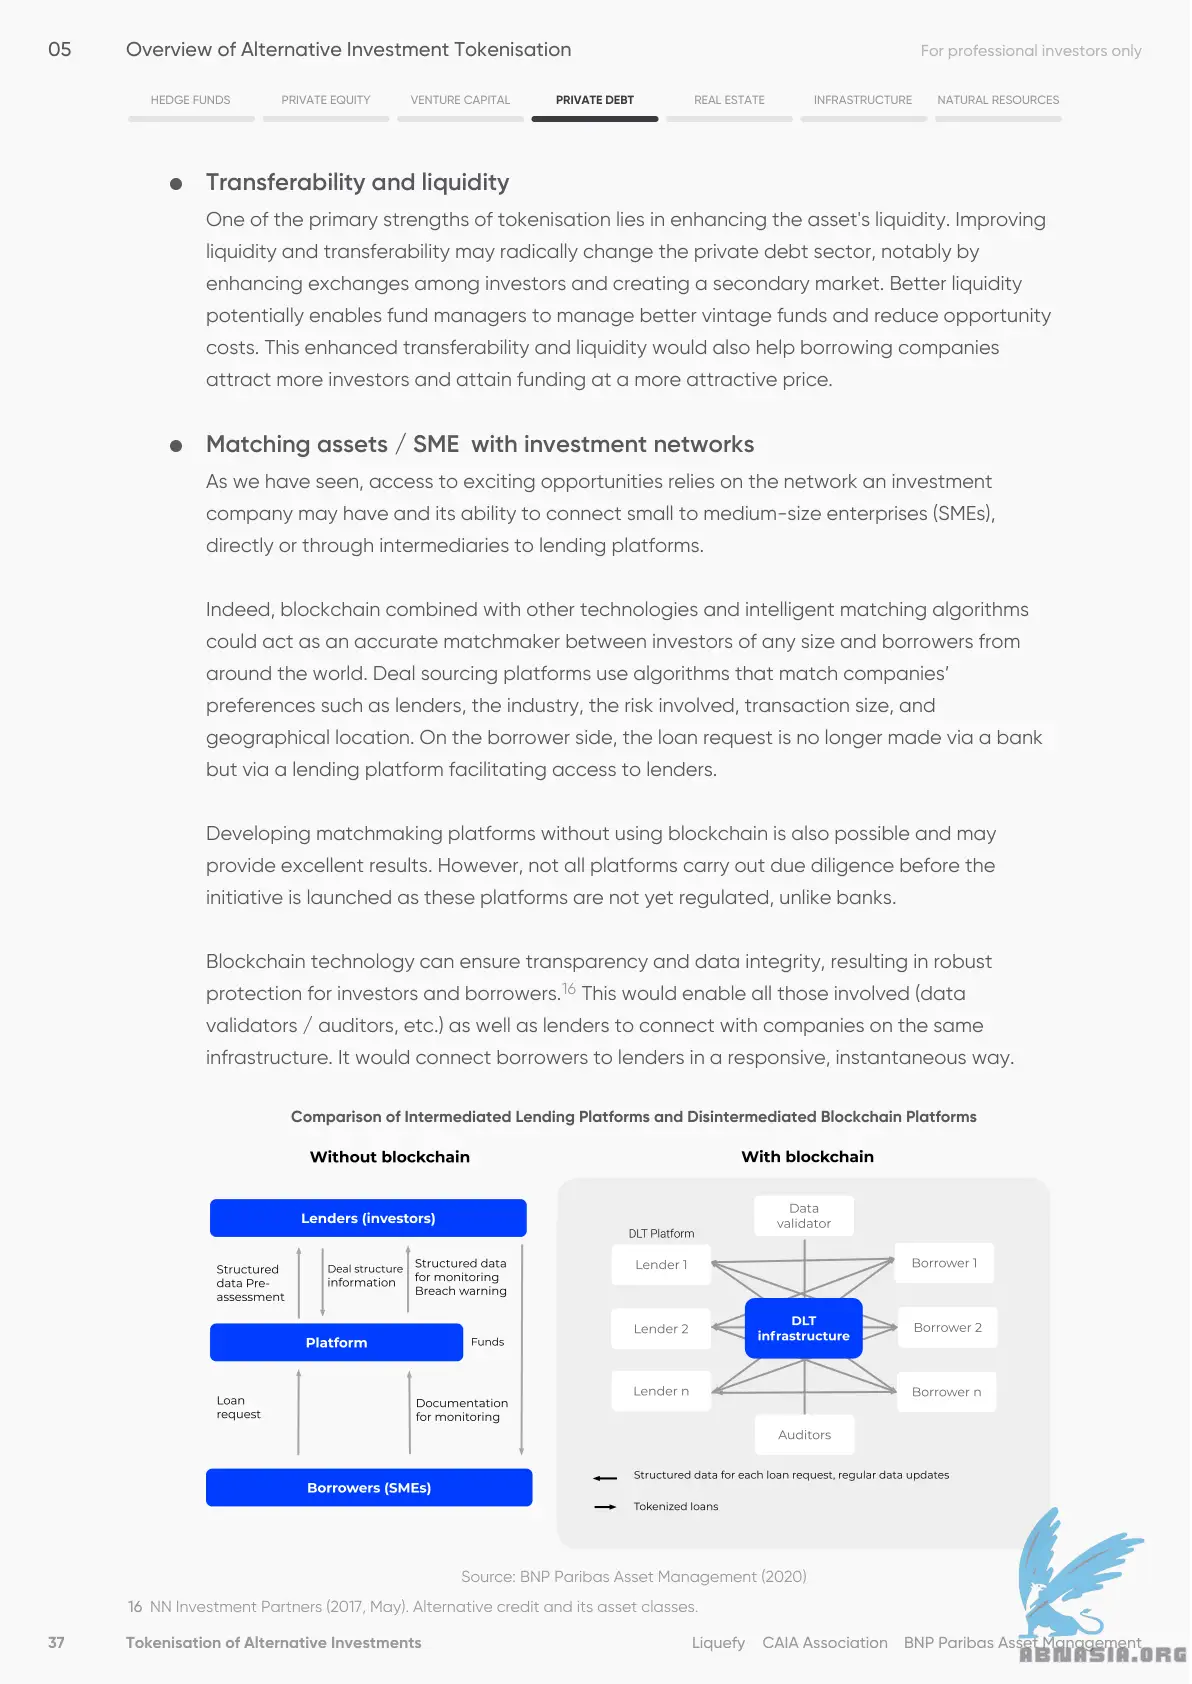 05 Overview of Alternative Investment Tokenisation For professional investors only
HEDGE FUNDS PRIVATE EQUITY VENTURE CAPITAL PRIVATE DEBT REAL ESTATE INFRASTRUCTURE NATURAL RESOURCES
● Transferability and liquidity
One of the primary strengths of tokenisation lies in enhancing the asset's liquidity. Improving
liquidity and transferability may radically change the private debt sector, notably by
enhancing exchanges among investors and creating a secondary market. Better liquidity
potentially enables fund managers to manage better vintage funds and reduce opportunity
costs. This enhanced transferability and liquidity would also help borrowing companies
attract more investors and attain funding at a more attractive price.
● Matching assets / SME with investment networks
As we have seen, access to exciting opportunities relies on the network an investment
company may have and its ability to connect small to medium-size enterprises (SMEs),
directly or through intermediaries to lending platforms.
Indeed, blockchain combined with other technologies and intelligent matching algorithms
could act as an accurate matchmaker between investors of any size and borrowers from
around the world. Deal sourcing platforms use algorithms that match companies’
preferences such as lenders, the industry, the risk involved, transaction size, and
geographical location. On the borrower side, the loan request is no longer made via a bank
but via a lending platform facilitating access to lenders.
Developing matchmaking platforms without using blockchain is also possible and may
provide excellent results. However, not all platforms carry out due diligence before the
initiative is launched as these platforms are not yet regulated, unlike banks.
Blockchain technology can ensure transparency and data integrity, resulting in robust
protection for investors and borrowers.16 This would enable all those involved (data
validators / auditors, etc.) as well as lenders to connect with companies on the same
infrastructure. It would connect borrowers to lenders in a responsive, instantaneous way.
Comparison of Intermediated Lending Platforms and Disintermediated Blockchain Platforms
Without blockchain
Lenders (investors)
Structured
data Pre-
assessment
Deal structure
information
Structured data
for monitoring
Breach warning
Platform
Funds
Loan
request
Documentation
for monitoring
Borrowers (SMEs)
With blockchain
Data
validator
DLT Platform
Lender 1
Borrower 1
Lender 2
DLT
infrastructure
Borrower 2
Lender n
Borrower n
Auditors
Structured data for each loan request, regular data updates
Tokenized loans
Source: BNP Paribas Asset Management (2020)
16 NN Investment Partners (2017, May). Alternative credit and its asset classes.
37 Tokenisation of Alternative Investments Liquefy CAIA Association BNP Paribas Asset Management
ABNASIA.ORG